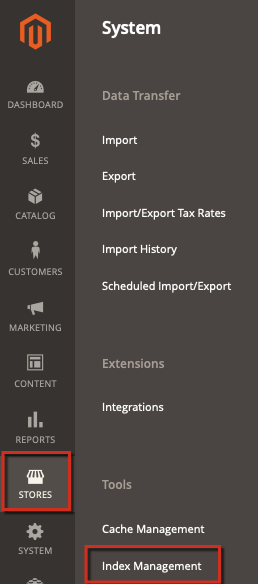 System
DASHBOARD
SALES
CATALOG
CUSTOMERS
MARKETING
CONTENT
REPORTS
STORES
SYSTEM
Data Transfer
Import
Export
Import/Export Tax Rates
Import History
Scheduled Import/Export
Extensions
Integrations
Tools
Cache Management
Index Management